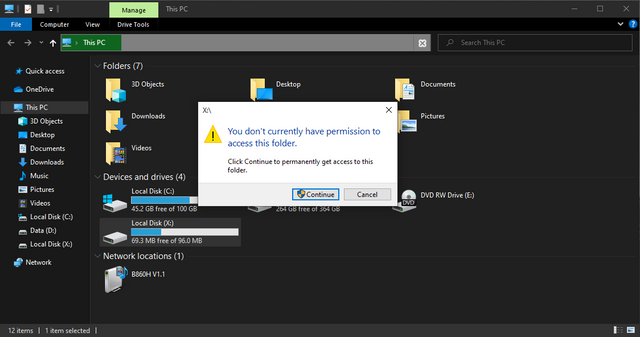 Manage
This PC
File
Computer
View
Drive Tools
This PC
Search This PC
Quick access
OneDrive
This PC
3D Objects
Desktop
Documents
Downloads
Music
Pictures
Videos
Local Disk (C:)
Data (D:)
Local Disk (X:)
Network
Folders (7)
3D Objects
Desktop
Documents
Downloads
Pictures
Videos
X:\
You don't currently have permission to
access this folder.
Click Continue to permanently get access to this
folder.
Continue
Cancel
Devices and drives (4)
Local Disk (C:)
45.2 GB free of 100 GB
264 GB free of 364 GB
DVD RW Drive (E:)
DVD
Local Disk (X:)
69.3 MB free of 96.0 MB
Network locations (1)
B860H V1.1
12 items
1 item selected